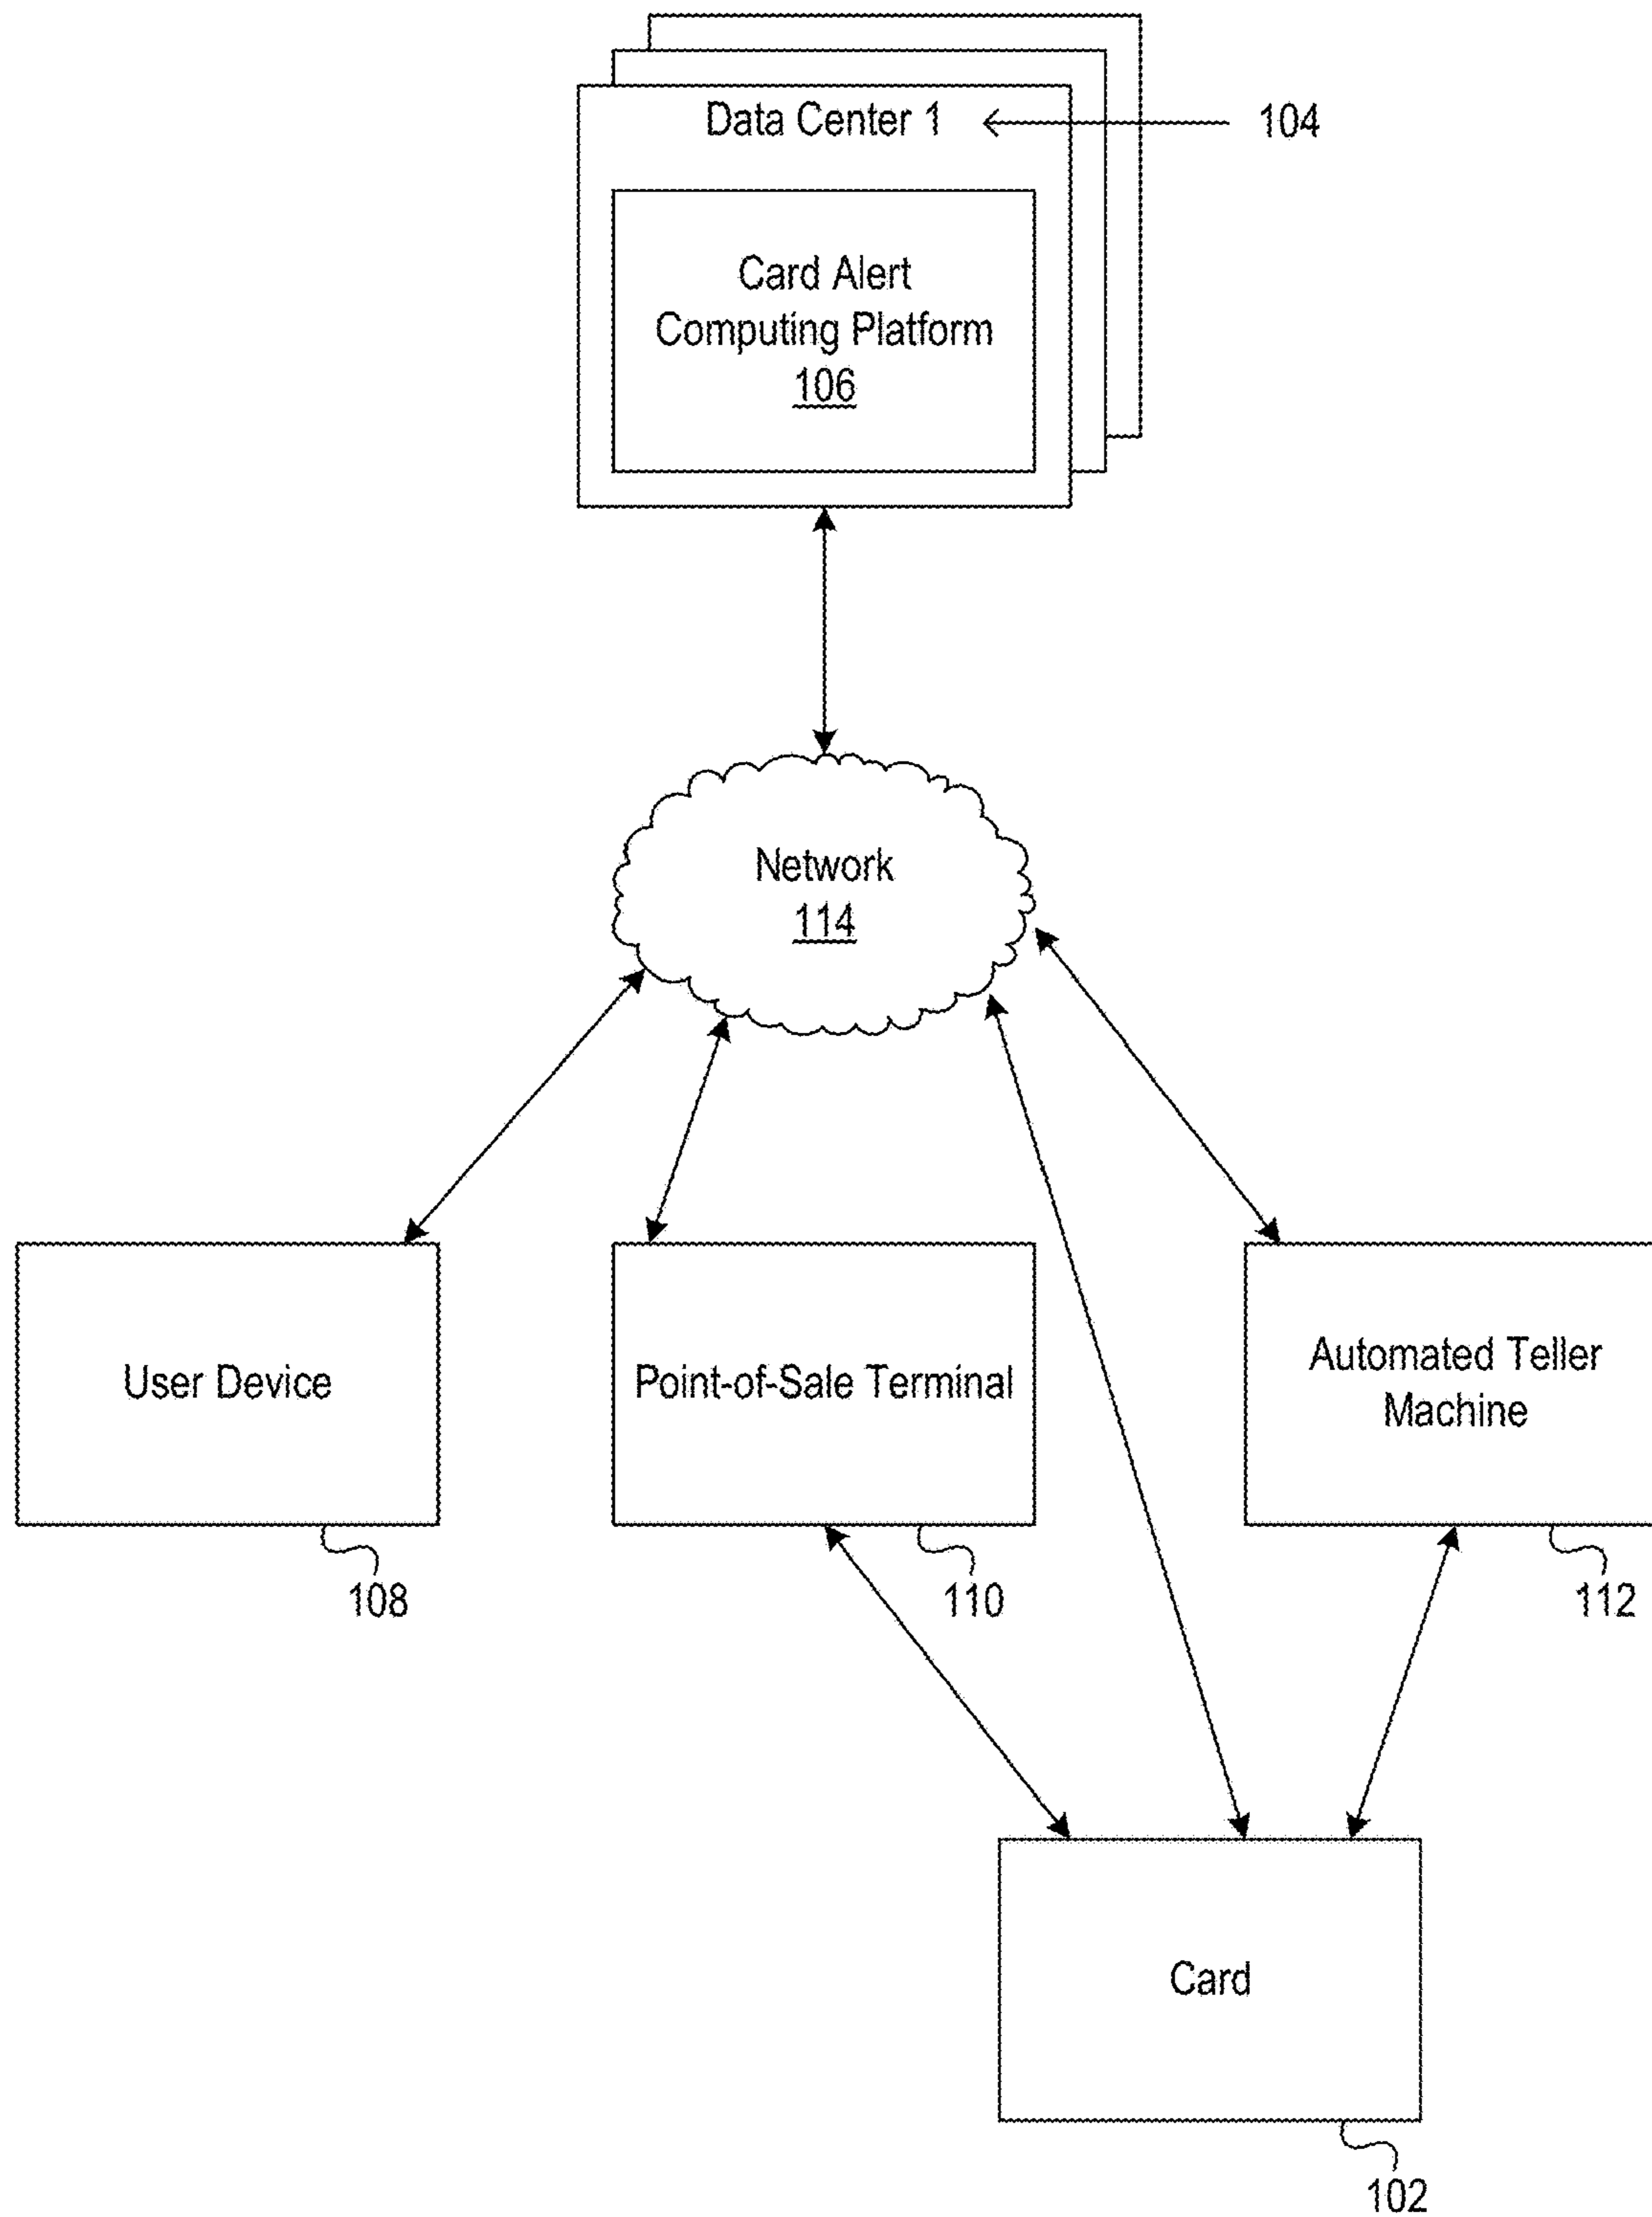 Data Center 1
104
Card Alert
Computing Platform
106
Network
114
User Device
Point-of-Sale Terminal
Automated Teller
Machine
108
110
112
Card
102